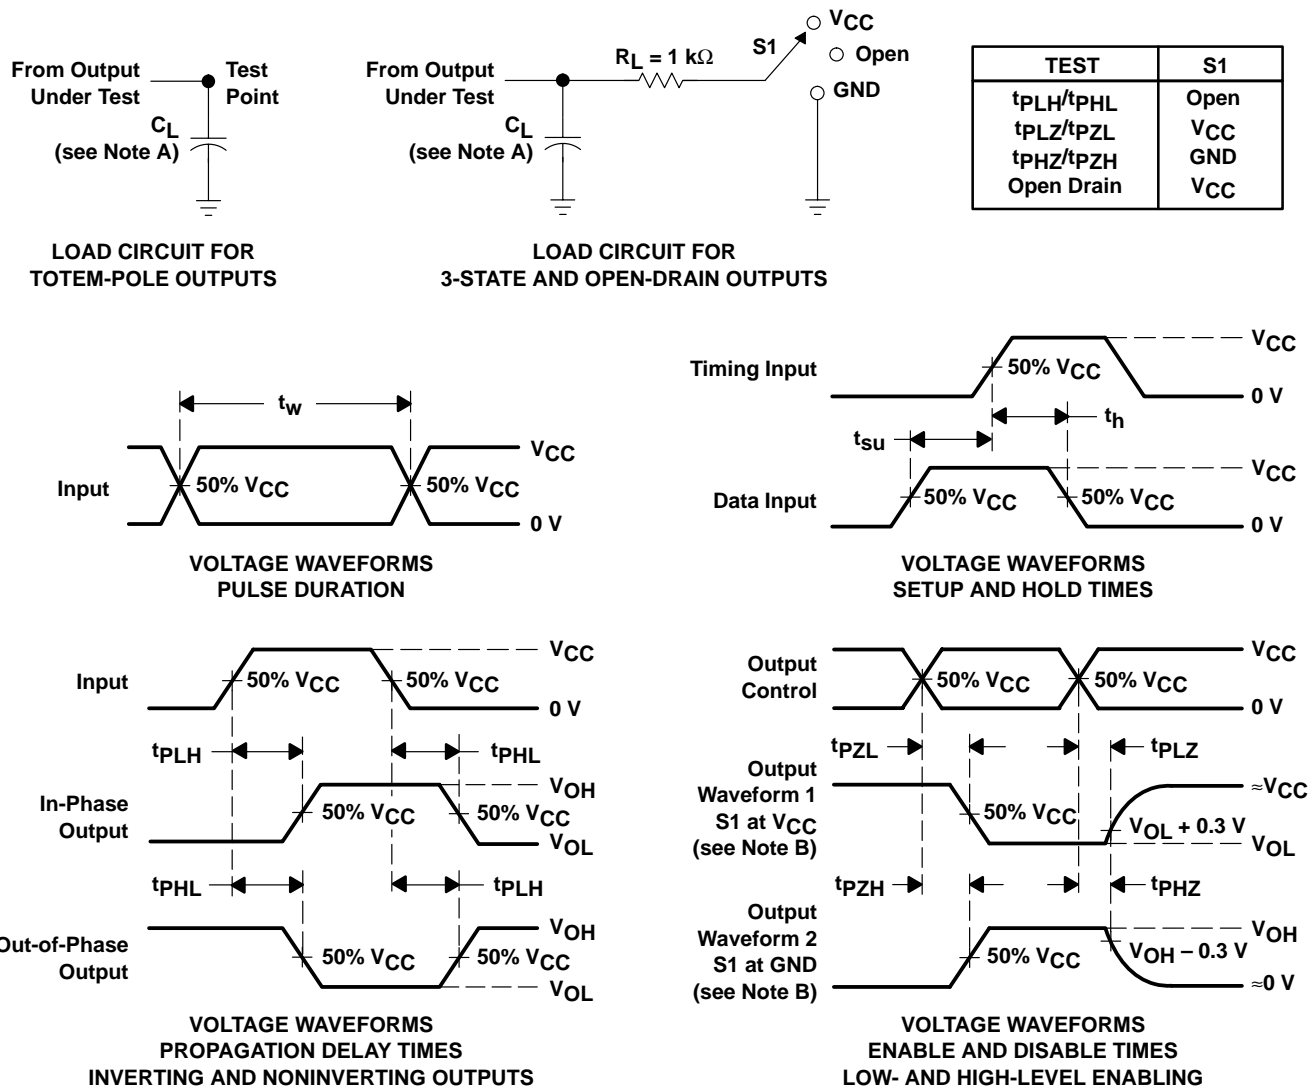 From Output
Under Test
Test
Point
CL
(see Note A)
LOAD CIRCUIT FOR
TOTEM-POLE OUTPUTS
From Output
Under Test
RL = 1 kΩ
S1
VCC
Open
GND
CL
(see Note A)
LOAD CIRCUIT FOR
3-STATE AND OPEN-DRAIN OUTPUTS
TEST S1
tPLH/tPHL Open
tPLZ/tPZL VCC
tPHZ/tPZH GND
Open Drain VCC
tw
Input
50% VCC
50% VCC
VCC
0 V
VOLTAGE WAVEFORMS
PULSE DURATION
Timing Input
50% VCC
VCC
0 V
tsu
th
Data Input
50% VCC
50% VCC
VCC
0 V
VOLTAGE WAVEFORMS
SETUP AND HOLD TIMES
Input
50% VCC
50% VCC
VCC
0 V
tPLH
tPHL
In-Phase
Output
50% VCC
50% VCC
VOH
VOL
tPHL
tPLH
Out-of-Phase
Output
50% VCC
50% VCC
VOH
VOL
VOLTAGE WAVEFORMS
PROPAGATION DELAY TIMES
INVERTING AND NONINVERTING OUTPUTS
Output
Control
50% VCC
50% VCC
VCC
0 V
tPZL
tPLZ
Output
Waveform 1
S1 at VCC
(see Note B)
50% VCC
VOL + 0.3 V
≈VCC
VOL
tPZH
tPHZ
Output
Waveform 2
S1 at GND
(see Note B)
50% VCC
VOH – 0.3 V
VOH
≈0 V
VOLTAGE WAVEFORMS
ENABLE AND DISABLE TIMES
LOW- AND HIGH-LEVEL ENABLING